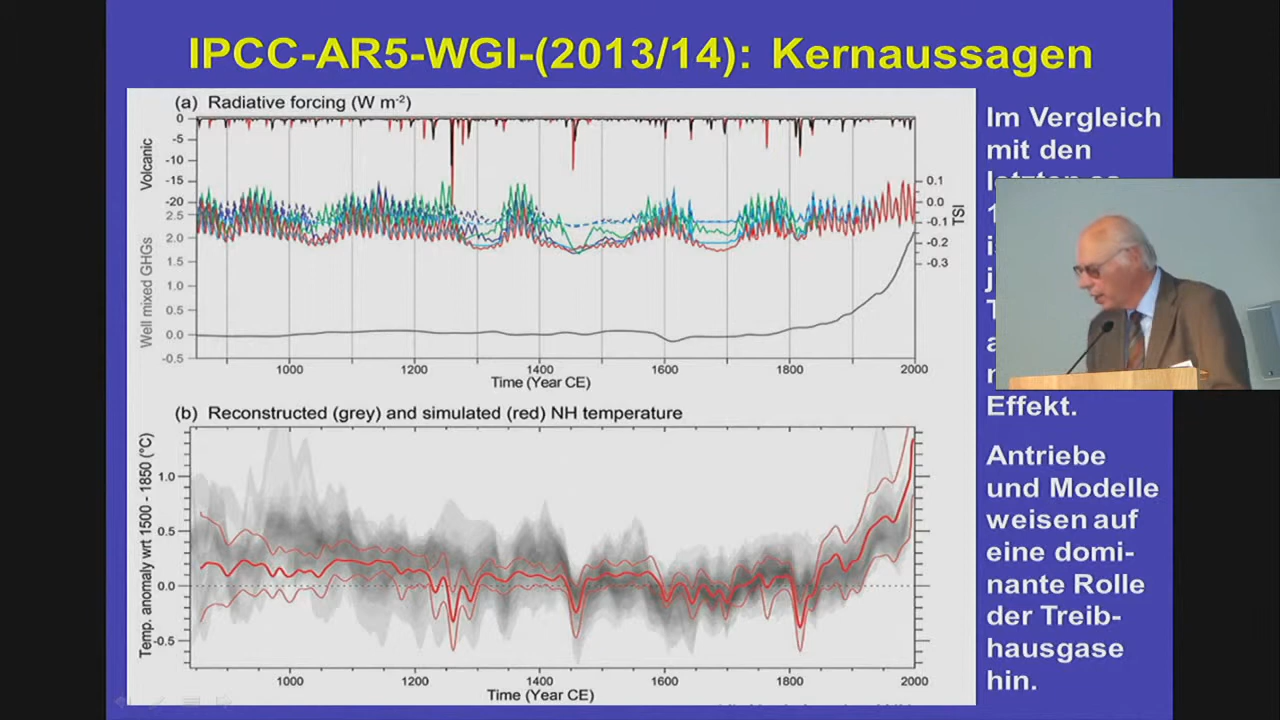 IPCC-AR5-WGI-(2013/14): Kernaussagen
(a) Radiative forcing (W m-2)
0
-5
-10
-15
-20
Volcanic
2.5
2.0
1.5
1.0
0.5
0.0
-0.5
Well mixed GHGs
0.1
0.0
-0.1
-0.2
-0.3
TSI
1000 1200 1400 1600 1800 2000
Time (Year CE)
(b) Reconstructed (grey) and simulated (red) NH temperature
Temp. anomaly wrt 1500 - 1850 (°C)
1.0
0.5
0.0
-0.5
1000 1200 1400 1600 1800 2000
Time (Year CE)
Im Vergleich
mit den
Effekt.
Antriebe
und Modelle
weisen auf
eine domi-
nante Rolle
der Treib-
hausgase
hin.